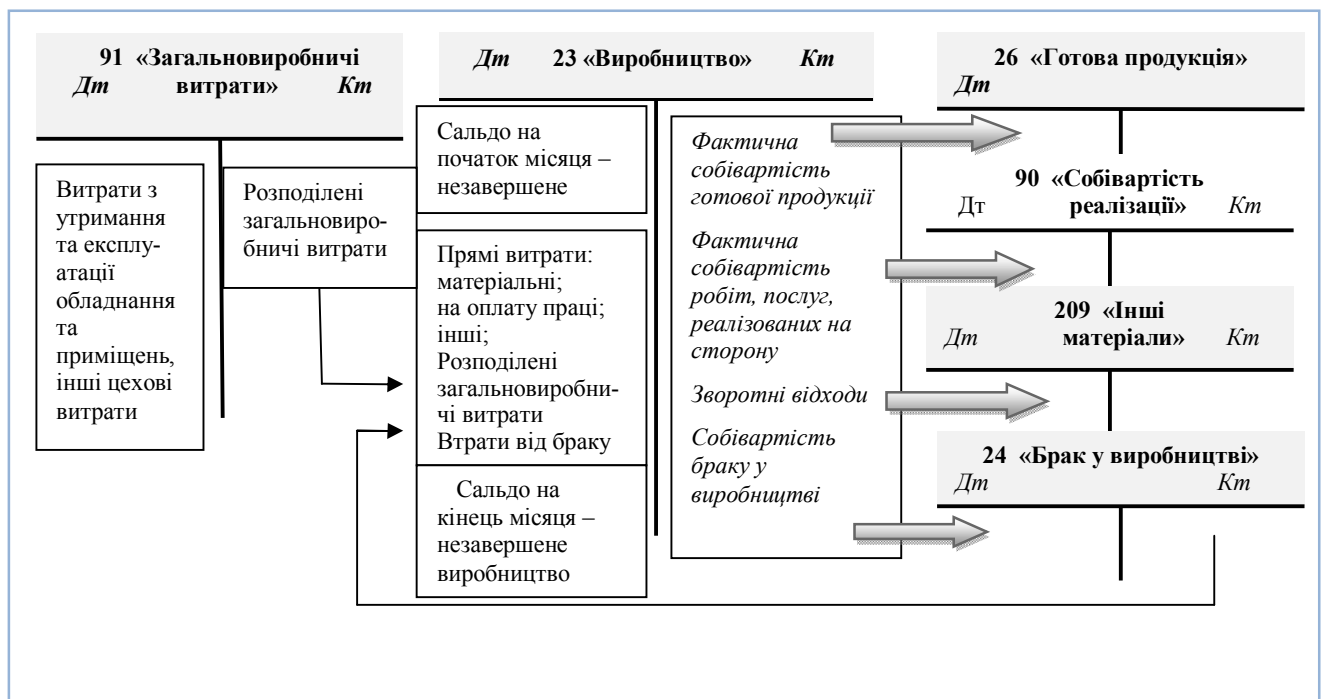 91 «Загальновиробничі
Дт витрати» Кт
Витрати з
утримання
та експлу-
атації
обладнання
та
приміщень,
інші цехові
витрати
Розподілені
загальновиро-
бничі витрати
Дт 23 «Виробництво» Кт
Сальдо на
початок місяця –
незавершене
Прямі витрати:
матеріальні;
на оплату праці;
інші;
Розподілені
загальновиробни-
чі витрати
Втрати від браку
Сальдо на
кінець місяця –
незавершене
виробництво
Фактична
собівартість
готової продукції
Фактична
собівартість
робіт, послуг,
реалізованих на
сторону
Зворотні відходи
Собівартість
браку у
виробництві
26 «Готова продукція»
Дт
90 «Собівартість
Дт реалізації» Кт
209 «Інші
Дт матеріали» Кт
24 «Брак у виробництві»
Дт Кт